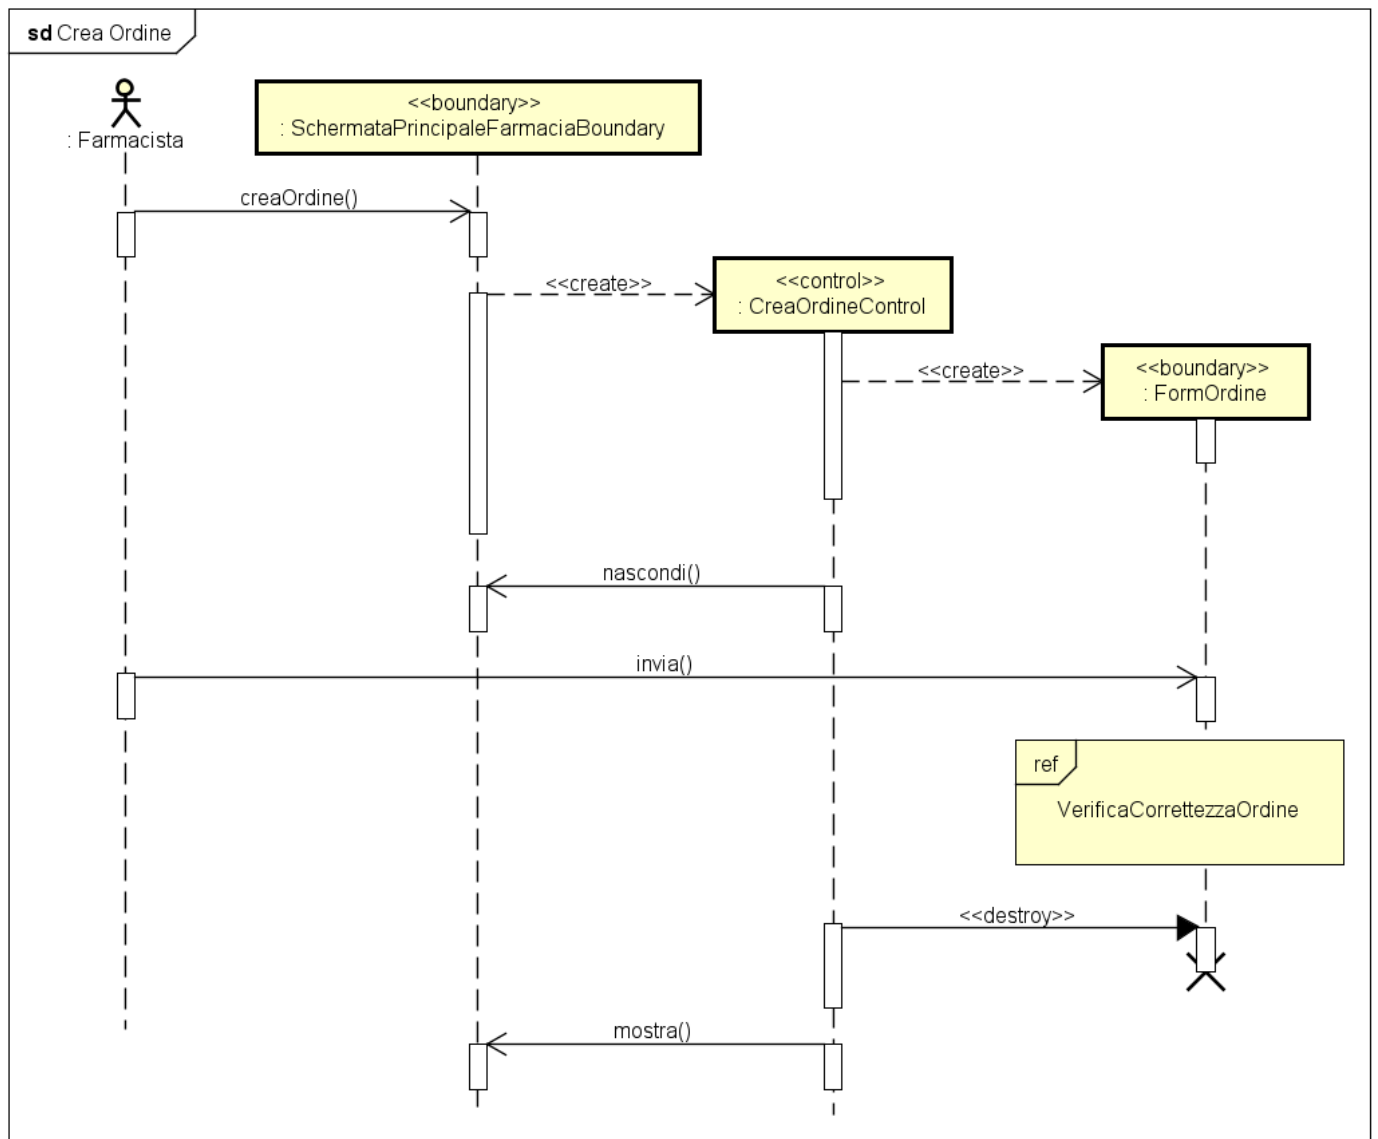 sd Crea Ordine
: Farmacista
<<boundary>>
: SchermataPrincipaleFarmaciaBoundary
creaOrdine()
<<create>>
<<control>>
: CreaOrdineControl
<<create>>
<<boundary>>
: FormOrdine
nascondi()
invia()
ref
VerificaCorrettezzaOrdine
<<destroy>>
mostra()